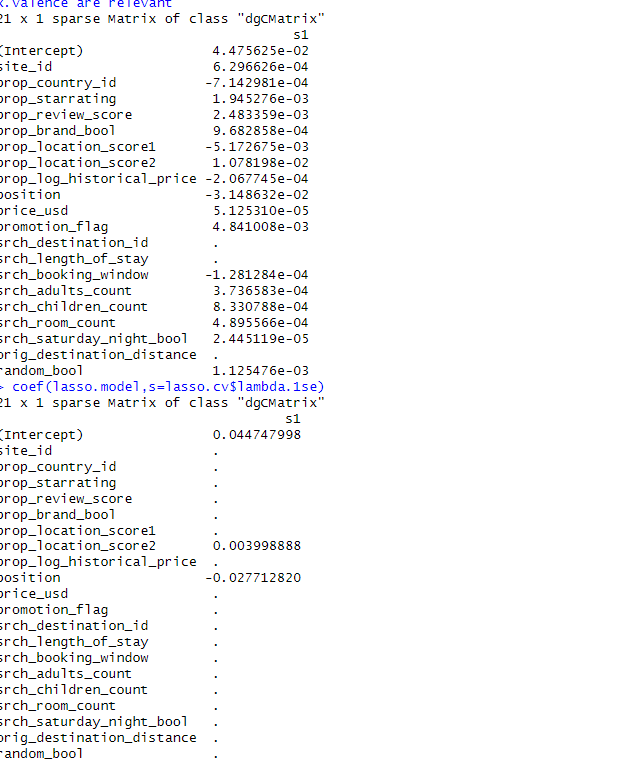 x.valence are relevant
21 x 1 sparse Matrix of class "dgCMatrix"
s1
(Intercept) 4.475625e-02
site_id 6.296626e-04
prop_country_id -7.142981e-04
prop_starrating 1.945276e-03
prop_review_score 2.483359e-03
prop_brand_bool 9.682858e-04
prop_location_score1 -5.172675e-03
prop_location_score2 1.078198e-02
prop_log_historical_price -2.067745e-04
position -3.148632e-02
price_usd 5.125310e-05
promotion_flag 4.841008e-03
srch_destination_id .
srch_length_of_stay .
srch_booking_window -1.281284e-04
srch_adults_count 3.736583e-04
srch_children_count 8.330788e-04
srch_room_count 4.895566e-04
srch_saturday_night_bool 2.445119e-05
orig_destination_distance .
random_bool 1.125476e-03
> coef(lasso.model,s=lasso.cv$lambda.1se)
21 x 1 sparse Matrix of class "dgCMatrix"
s1
(Intercept) 0.044747998
site_id .
prop_country_id .
prop_starrating .
prop_review_score .
prop_brand_bool .
prop_location_score1 .
prop_location_score2 0.003998888
prop_log_historical_price .
position -0.027712820
price_usd .
promotion_flag .
srch_destination_id .
srch_length_of_stay .
srch_booking_window .
srch_adults_count .
srch_children_count .
srch_room_count .
srch_saturday_night_bool .
orig_destination_distance .
random_bool .